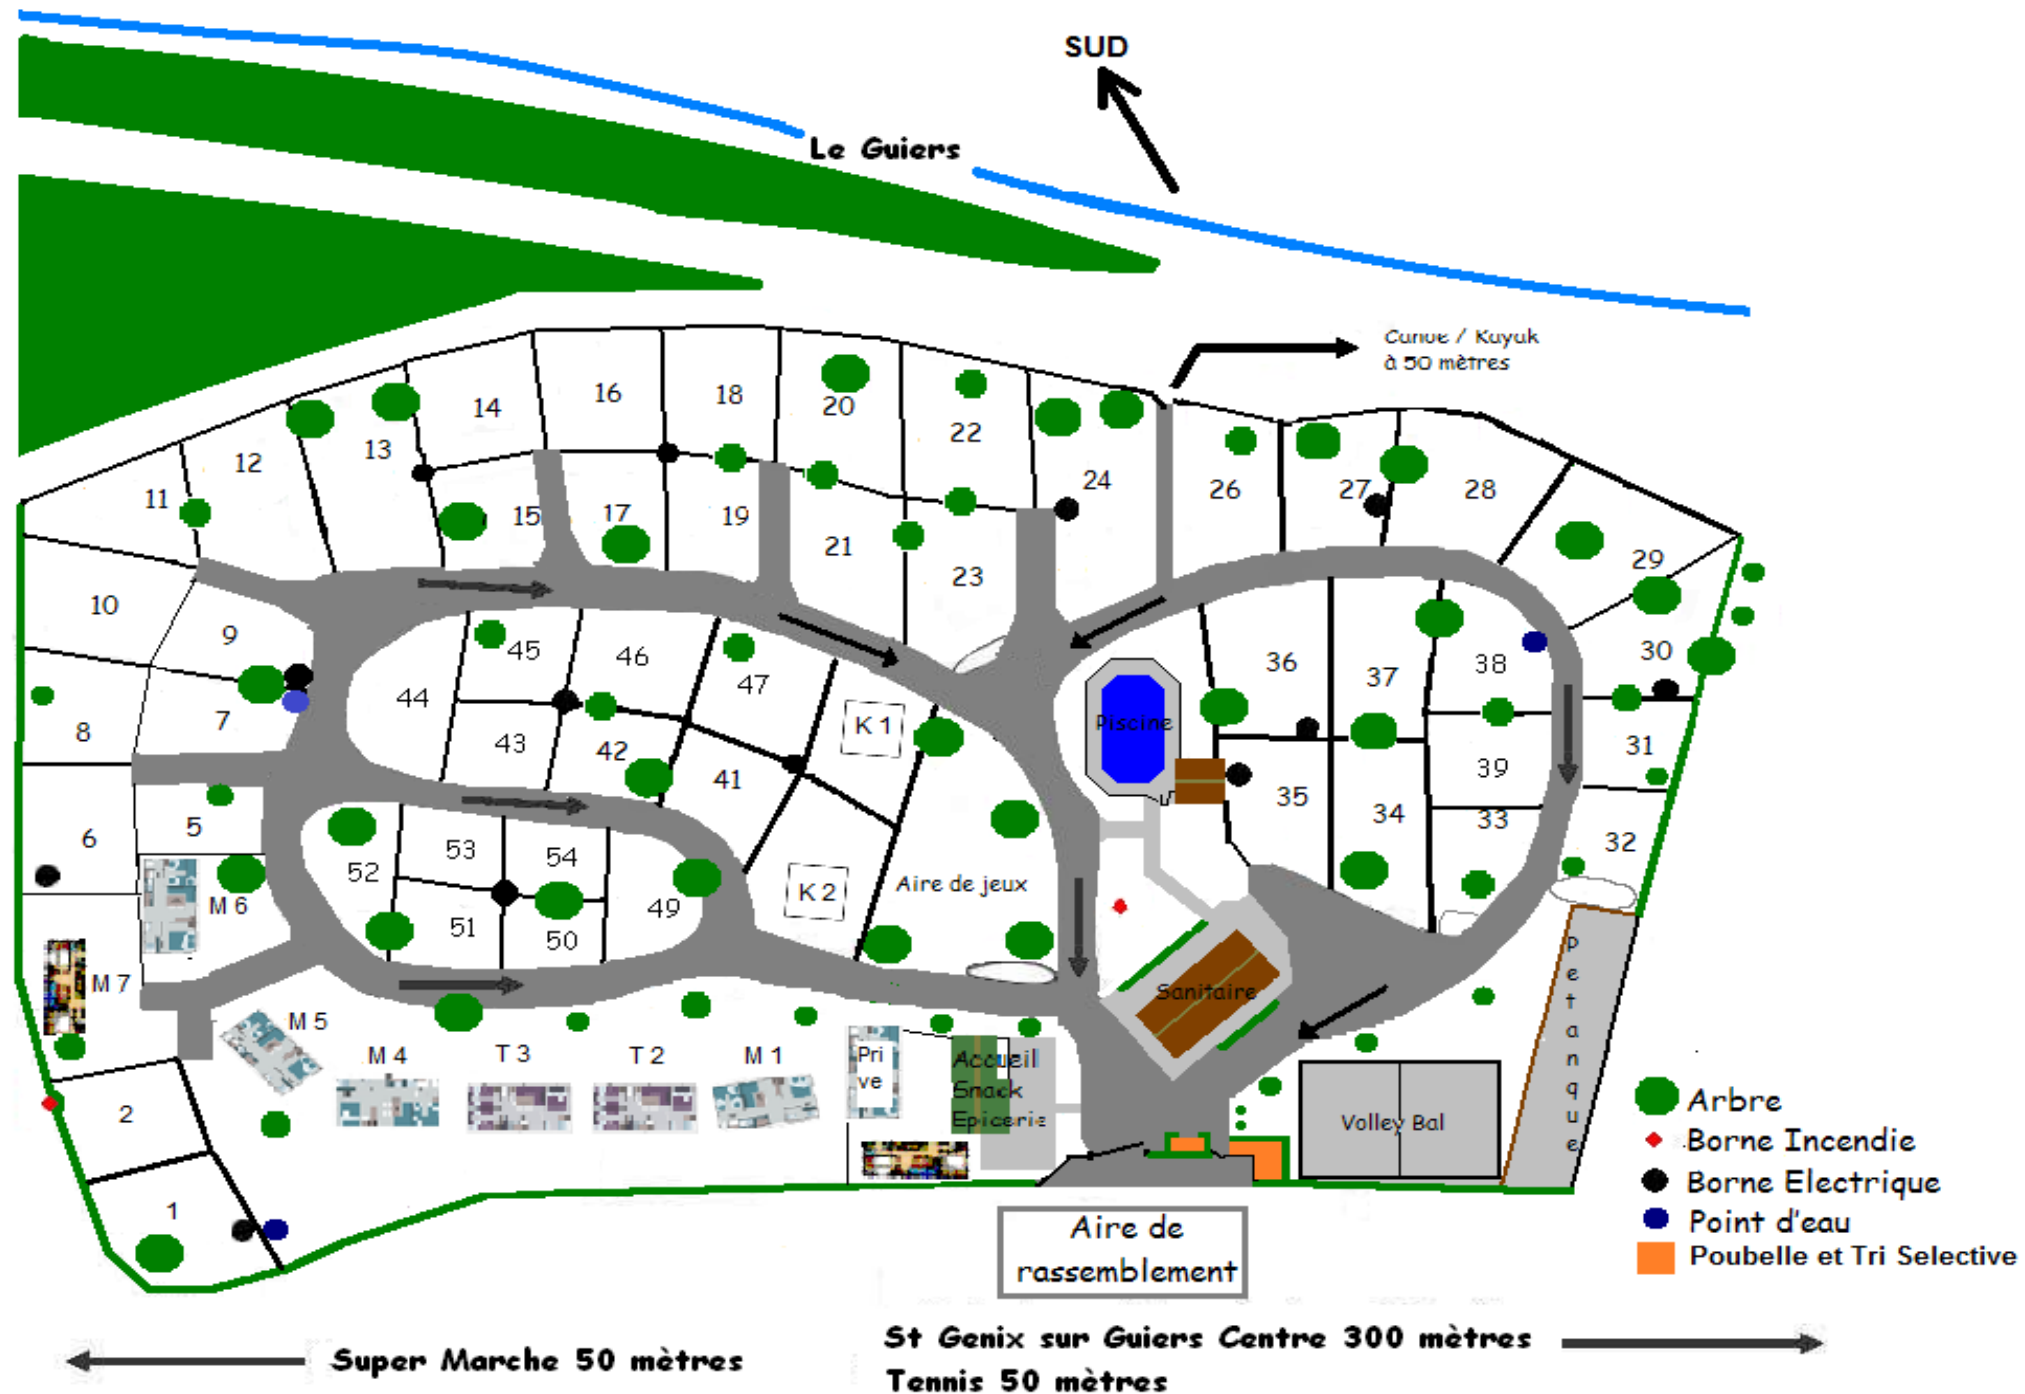 SUD
Le Guiers
Canoe / Kayak
à 50 mètres
16
18
20
14
22
13
12
24
11
26
27
28
15
17
19
21
23
29
10
9
45
46
47
36
37
38
30
44
K 1
Piscine
7
8
43
42
41
31
39
35
34
33
5
6
53
54
52
32
K 2
Aire de jeux
M 6
49
51
50
Petanque
M 7
Sanitaire
M 5
M 4
T 3
T 2
M 1
Pri
ve
Accueil
Snack
Epicerie
2
Volley Bal
1
Arbre
Borne Incendie
Borne Electrique
Point d'eau
Poubelle et Tri Selective
Aire de
rassemblement
Super Marche 50 mètres
St Genix sur Guiers Centre 300 mètres
Tennis 50 mètres